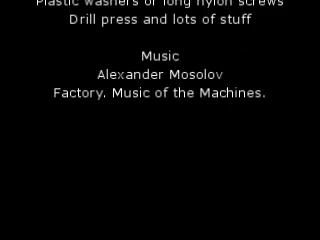 Plastic washers or long nylon screws
Drill press and lots of stuff
Music
Alexander Mosolov
Factory. Music of the Machines.